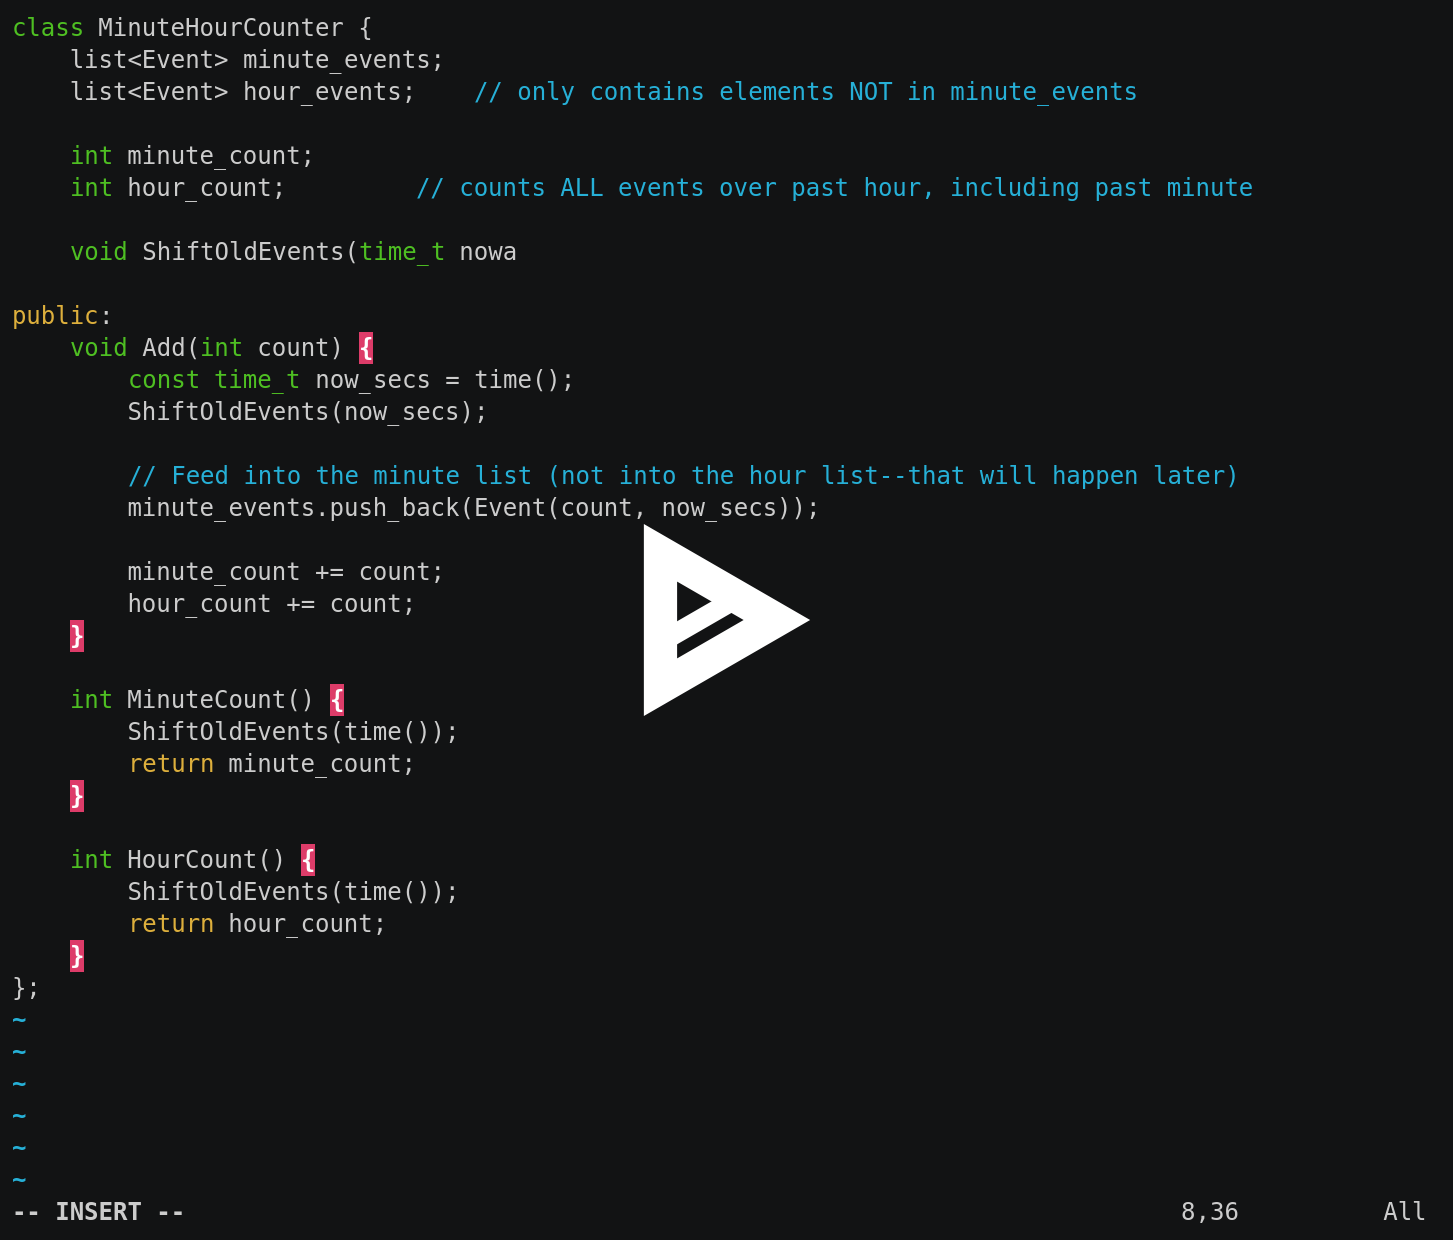 class MinuteHourCounter {
    list<Event> minute_events;
    list<Event> hour_events;    // only contains elements NOT in minute_events

    int minute_count;
    int hour_count;         // counts ALL events over past hour, including past minute

    void ShiftOldEvents(time_t nowa

public:
    void Add(int count) {
        const time_t now_secs = time();
        ShiftOldEvents(now_secs);

        // Feed into the minute list (not into the hour list--that will happen later)
        minute_events.push_back(Event(count, now_secs));

        minute_count += count;
        hour_count += count;
    }

    int MinuteCount() {
        ShiftOldEvents(time());
        return minute_count;
    }

    int HourCount() {
        ShiftOldEvents(time());
        return hour_count;
    }
};
~
~
~
~
~
~
-- INSERT --                                                                     8,36          All